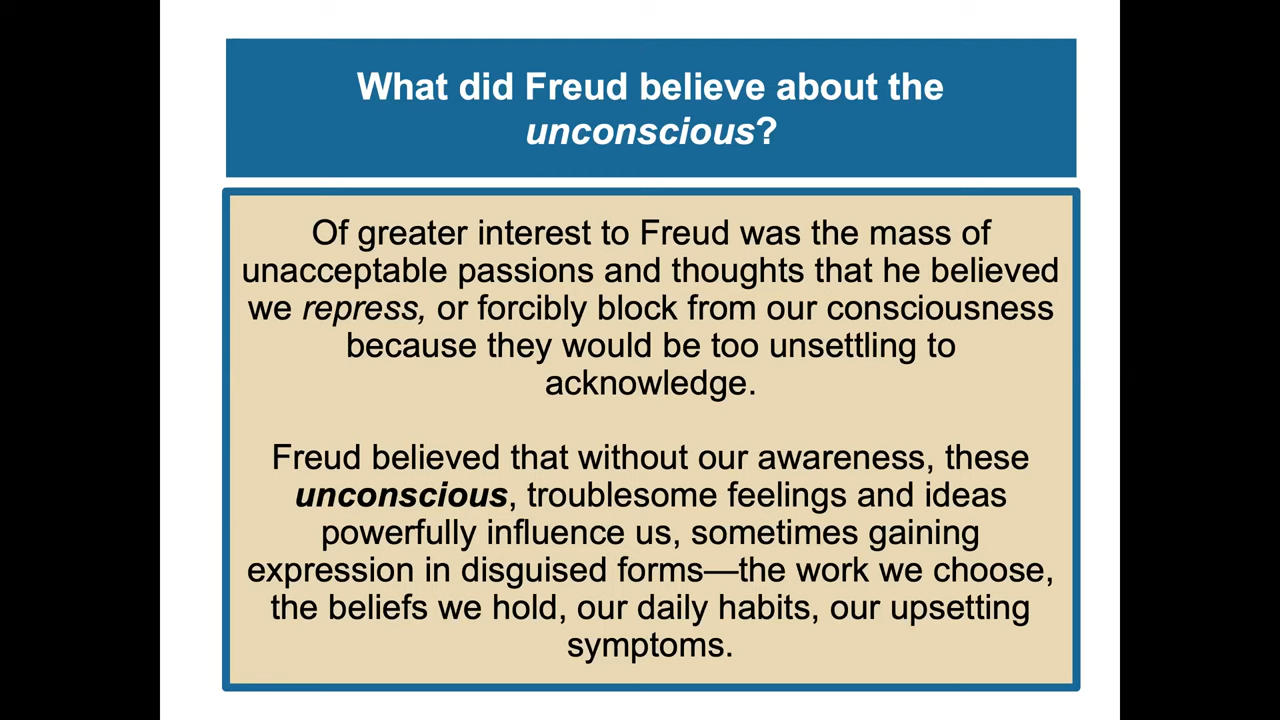 What did Freud believe about the
unconscious?
Of greater interest to Freud was the mass of
unacceptable passions and thoughts that he believed
we repress, or forcibly block from our consciousness
because they would be too unsettling to
acknowledge.
Freud believed that without our awareness, these
unconscious, troublesome feelings and ideas
powerfully influence us, sometimes gaining
expression in disguised forms—the work we choose,
the beliefs we hold, our daily habits, our upsetting
symptoms.